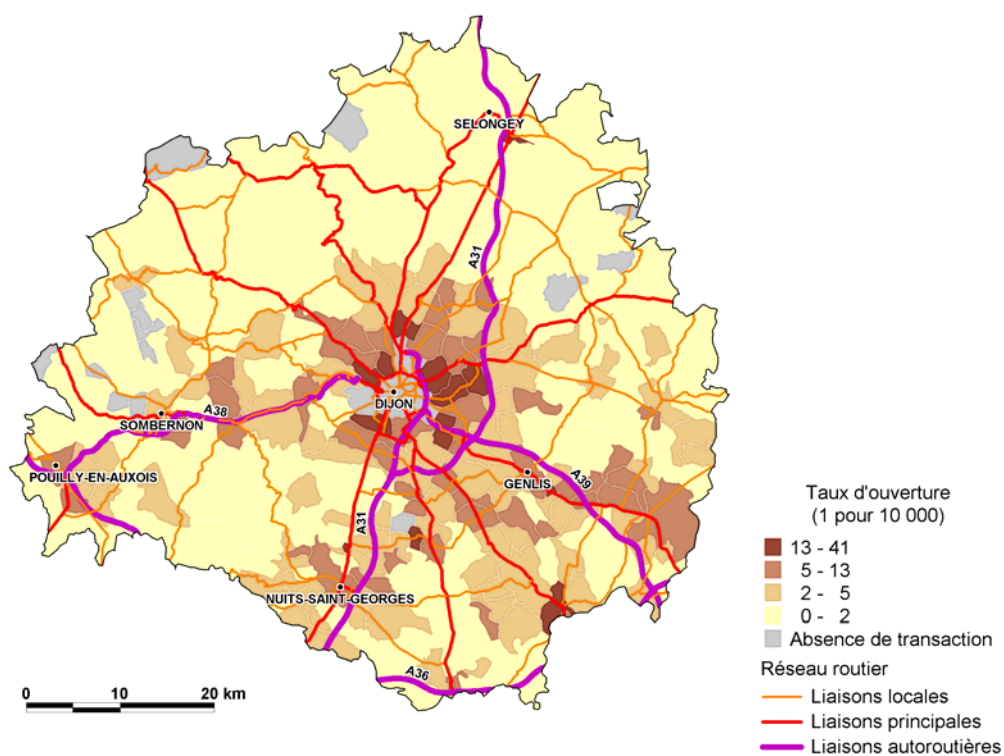 SELONGEY
A31
DIJON
A38
SOMBERNON
POUILLY-EN-AUXOIS
GENLIS
A39
A31
NUITS-SAINT-GEORGES
A36
0 10 20 km
Taux d'ouverture
(1 pour 10 000)
13 - 41
5 - 13
2 - 5
0 - 2
Absence de transaction
Réseau routier
Liaisons locales
Liaisons principales
Liaisons autoroutières